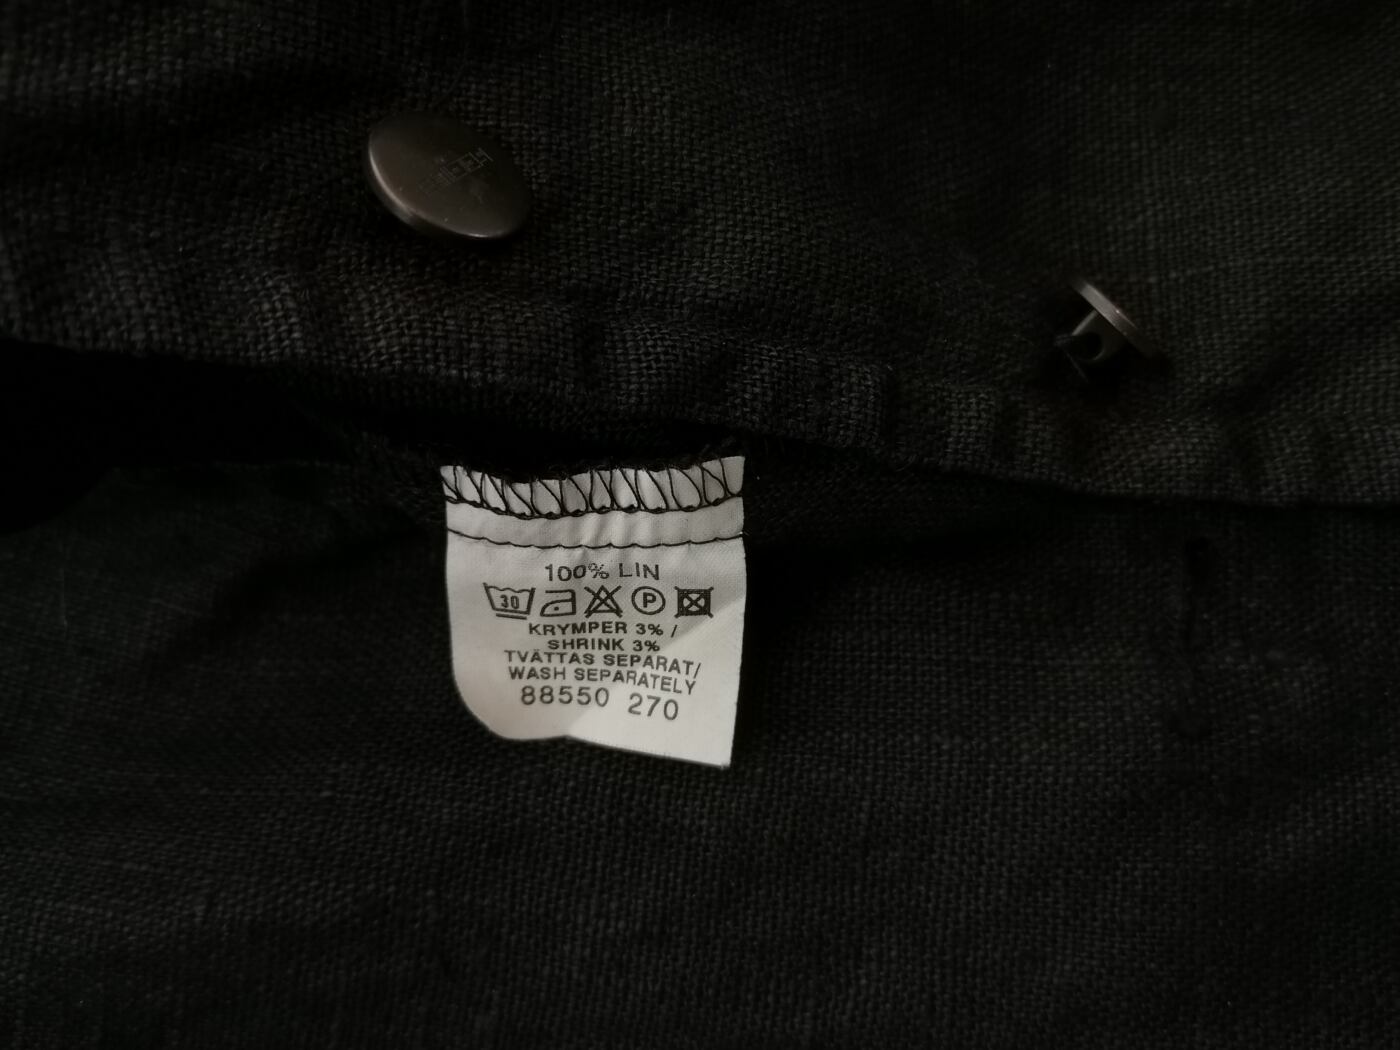 100% LIN
30 P
KRYMPER 3% /
SHRINK 3%
TVÄTTAS SEPARAT/
WASH SEPARATELY
88550 270